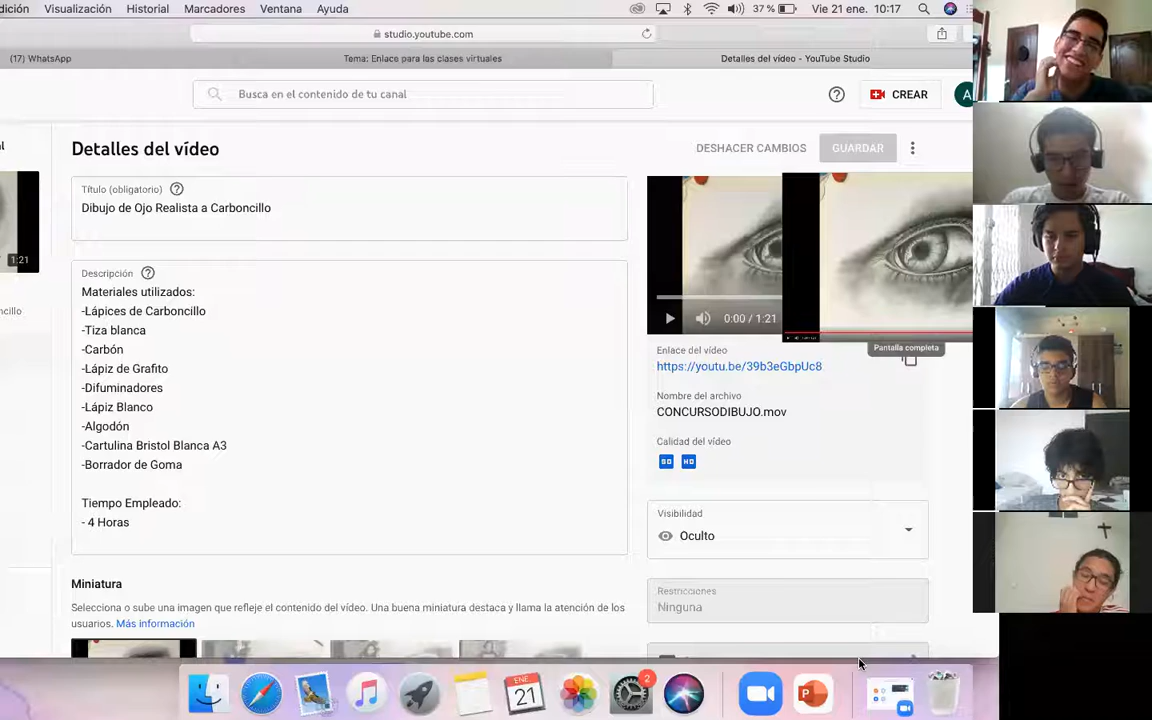 dición Visualización Historial Marcadores Ventana Ayuda 37 % Vie 21 ene. 10:17
studio.youtube.com
(17) WhatsApp Tema: Enlace para las clases virtuales Detalles del vídeo - YouTube Studio
Busca en el contenido de tu canal CREAR A
al
Detalles del vídeo DESHACER CAMBIOS GUARDAR
Título (obligatorio)
Dibujo de Ojo Realista a Carboncillo
1:21
ncillo
Descripción
Materiales utilizados:
-Lápices de Carboncillo
-Tiza blanca
-Carbón
-Lápiz de Grafito
-Difuminadores
-Lápiz Blanco
-Algodón
-Cartulina Bristol Blanca A3
-Borrador de Goma
Tiempo Empleado:
- 4 Horas
0:00 / 1:21
Pantalla completa
Enlace del vídeo
https://youtu.be/39b3eGbpUc8
Nombre del archivo
CONCURSODIBUJO.mov
Calidad del vídeo
SD HD
Visibilidad
Oculto
Restricciones
Ninguna
Miniatura
Selecciona o sube una imagen que refleje el contenido del vídeo. Una buena miniatura destaca y llama la atención de los
usuarios. Más información
ENE
21
2
P